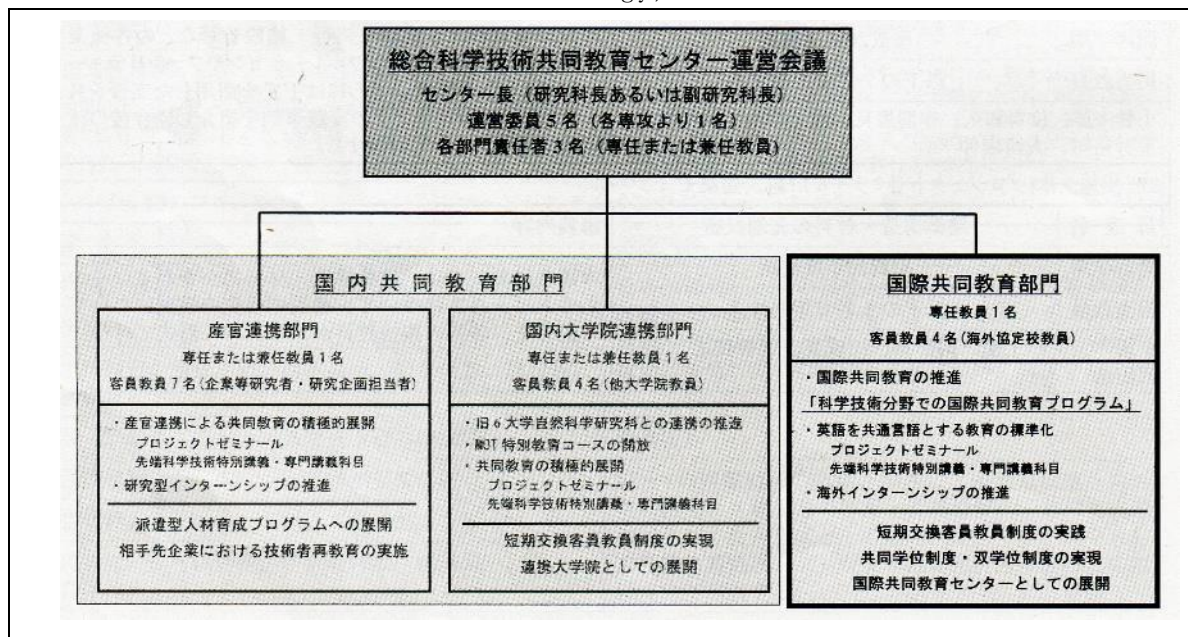 総合科学技術共同教育センター運営会議
センター長（研究科長あるいは副研究科長）
運営委員５名（各専攻より１名）
各部門責任者３名（専任または兼任教員）
国内共同教育部門
産官連携部門
専任または兼任教員１名
客員教員７名（企業等研究者・研究企画担当者）
・産官連携による共同教育の積極的展開
プロジェクトゼミナール
先端科学技術特別講義・専門講義科目
・研究型インターンシップの推進
派遣型人材育成プログラムへの展開
相手先企業における技術者再教育の実施
国内大学院連携部門
専任または兼任教員１名
客員教員４名（他大学院教員）
・旧６大学自然科学研究科との連携の推進
・MOT特別教育コースの開放
・共同教育の積極的展開
プロジェクトゼミナール
先端科学技術特別講義・専門講義科目
短期交換客員教員制度の実現
連携大学院としての展開
国際共同教育部門
専任教員１名
客員教員４名（海外協定校教員）
・国際共同教育の推進
「科学技術分野での国際共同教育プログラム」
・英語を共通言語とする教育の標準化
プロジェクトゼミナール
先端科学技術特別講義・専門講義科目
・海外インターンシップの推進
短期交換客員教員制度の実践
共同学位制度・双学位制度の実現
国際共同教育センターとしての展開